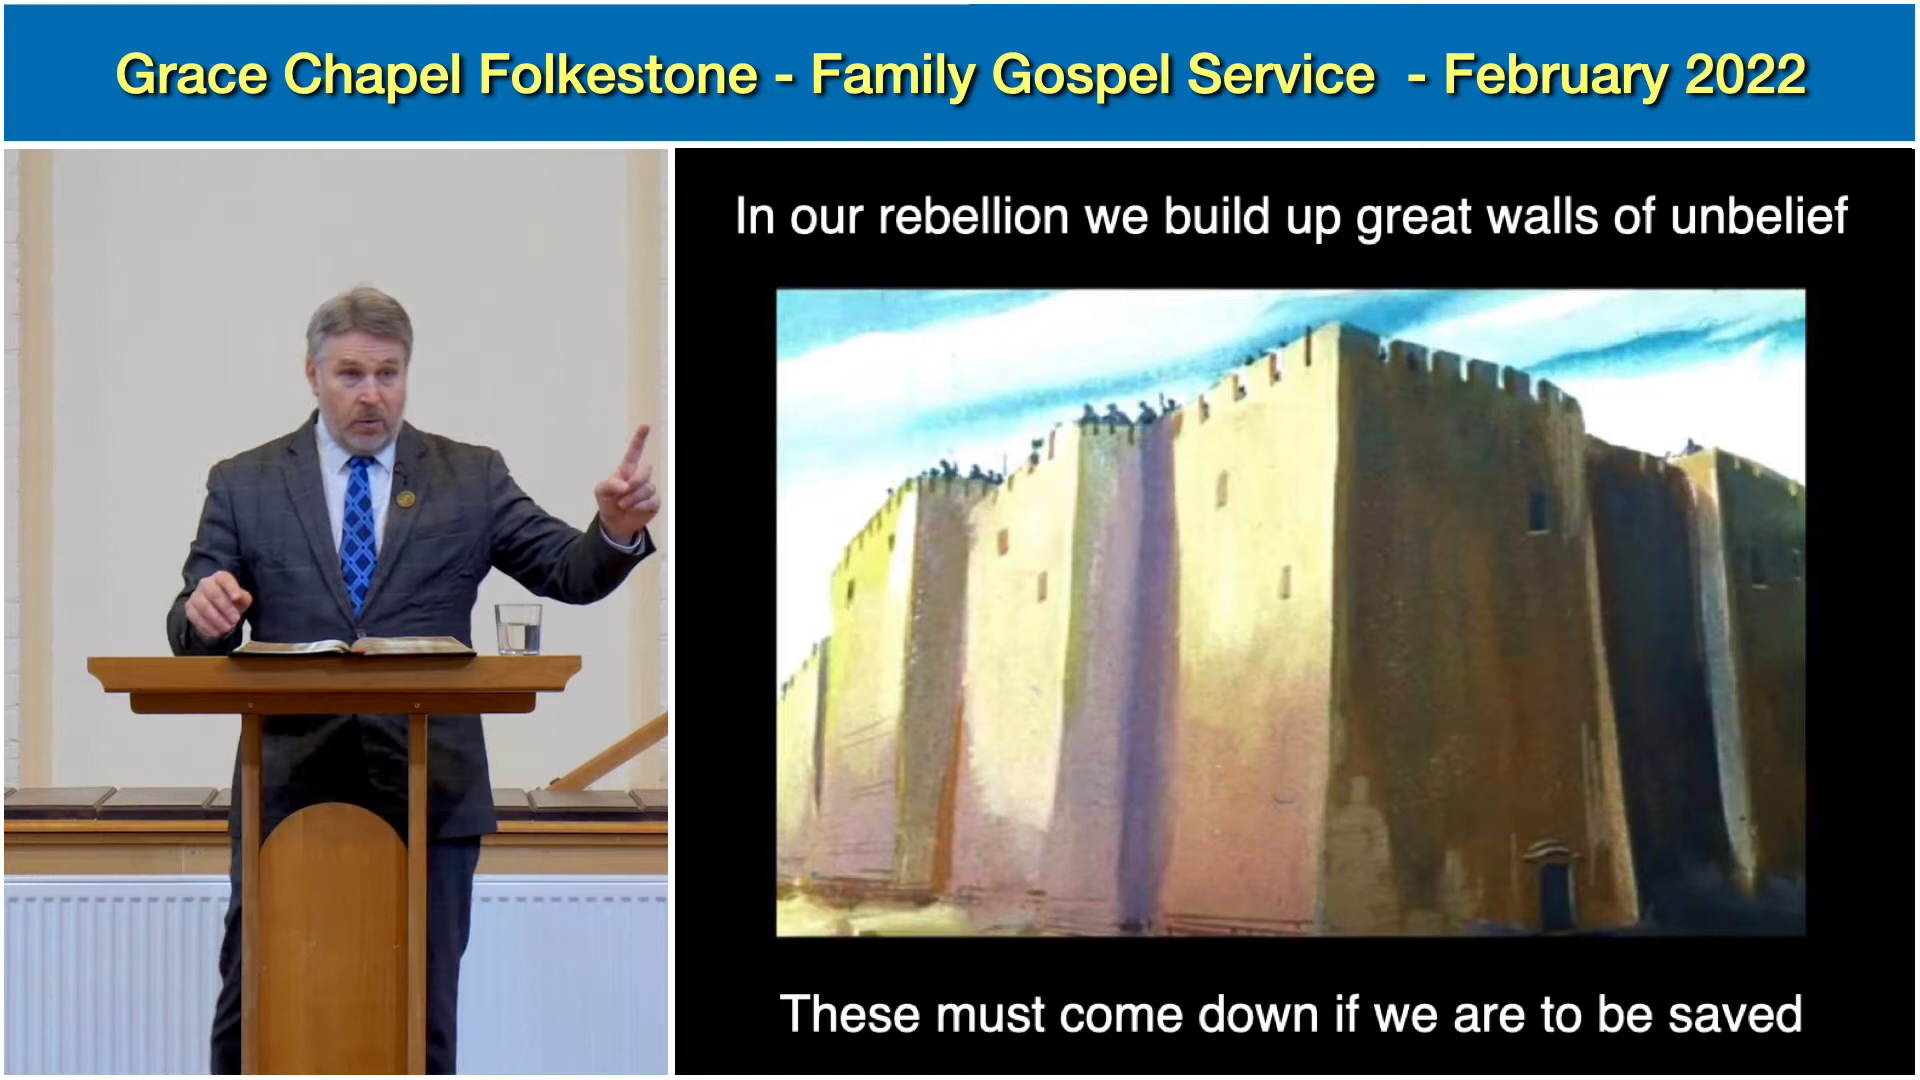 Grace Chapel Folkestone - Family Gospel Service - February 2022
In our rebellion we build up great walls of unbelief
These must come down if we are to be saved